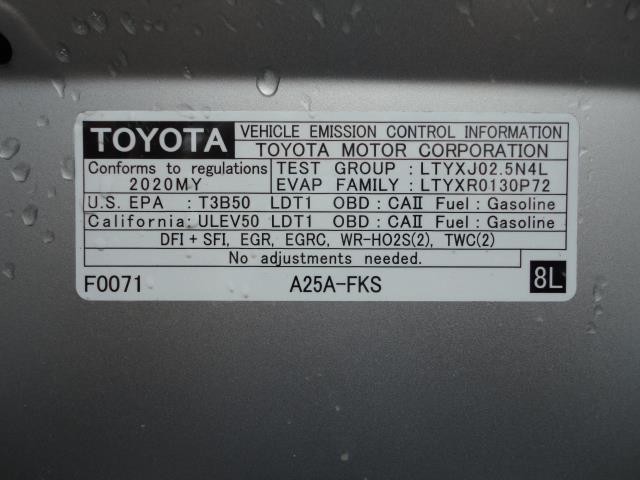 TOYOTA
VEHICLE EMISSION CONTROL INFORMATION
TOYOTA MOTOR CORPORATION
Conforms to regulations
2020MY
TEST GROUP : LTYXJ02.5N4L
EVAP FAMILY : LTYXR0130P72
U.S. EPA : T3B50 LDT1 OBD : CAII Fuel : Gasoline
California: ULEV50 LDT1 OBD : CAII Fuel : Gasoline
DFI + SFI, EGR, EGRC, WR-HO2S(2), TWC(2)
No adjustments needed.
F0071 A25A-FKS 8L